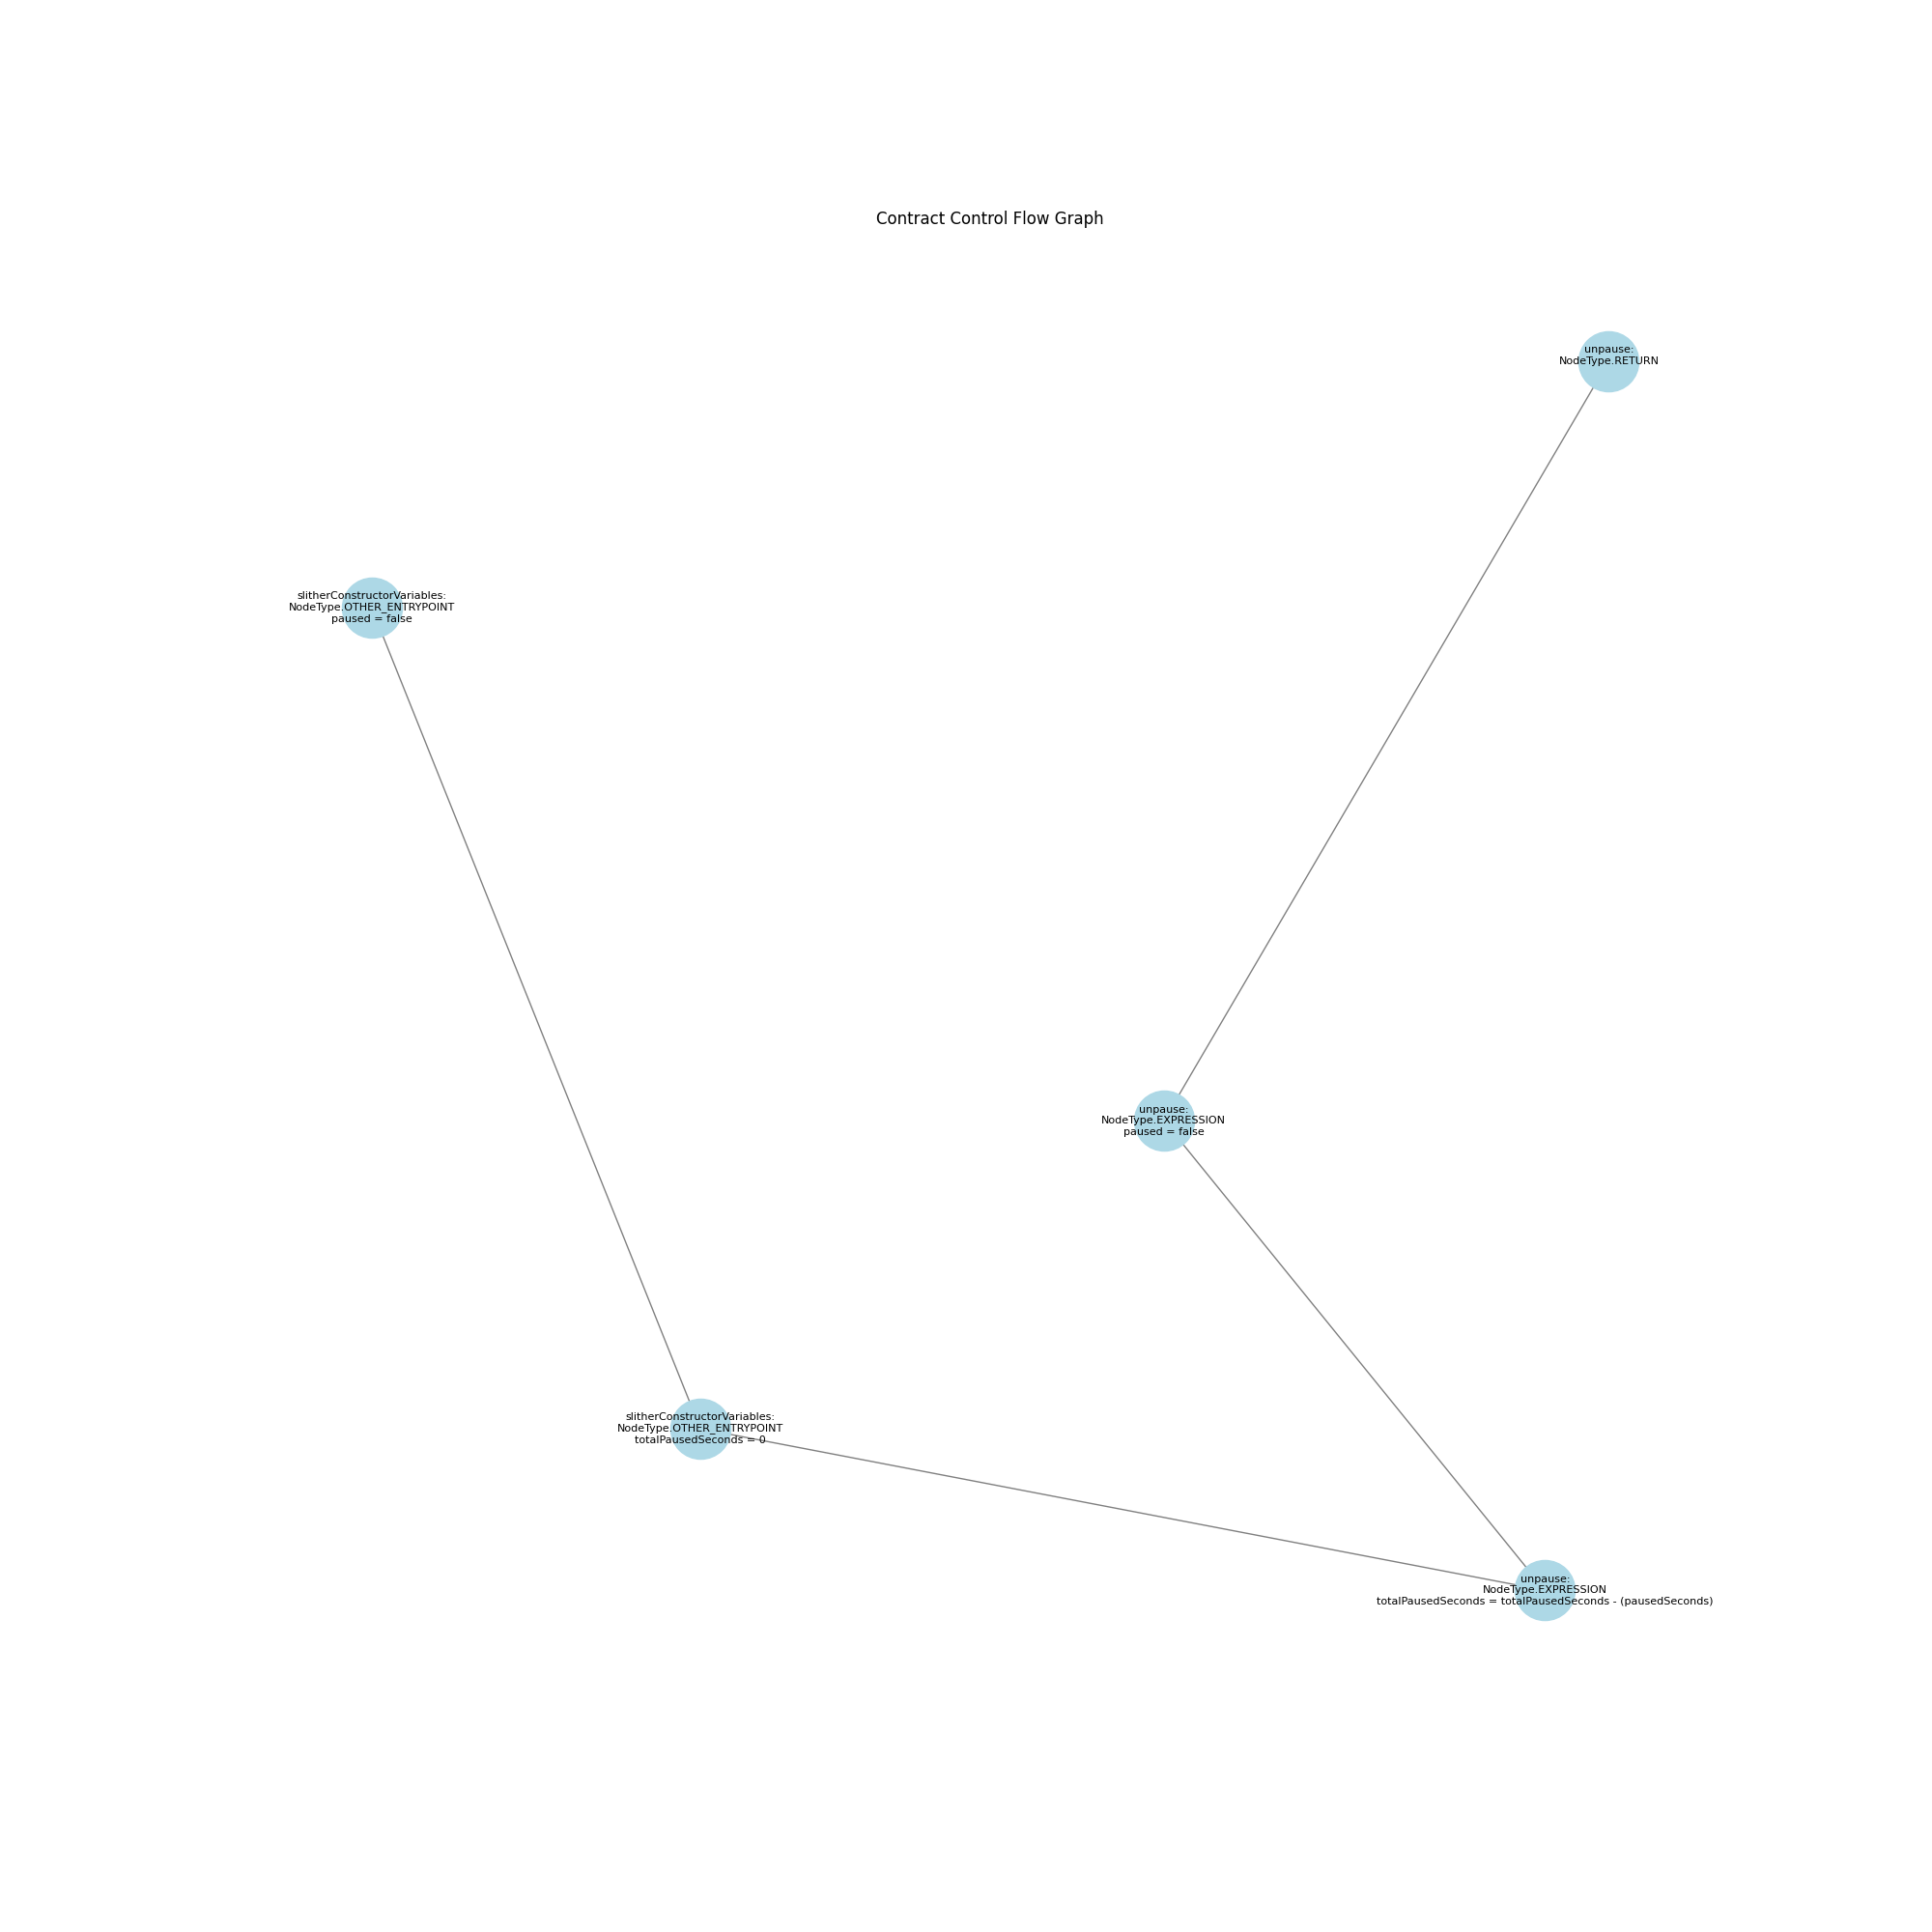 Contract Control Flow Graph
unpause:
NodeType.RETURN
slitherConstructorVariables:
NodeType.OTHER_ENTRYPOINT
paused = false
unpause:
NodeType.EXPRESSION
paused = false
slitherConstructorVariables:
NodeType.OTHER_ENTRYPOINT
totalPausedSeconds = 0
unpause:
NodeType.EXPRESSION
totalPausedSeconds = totalPausedSeconds - (pausedSeconds)